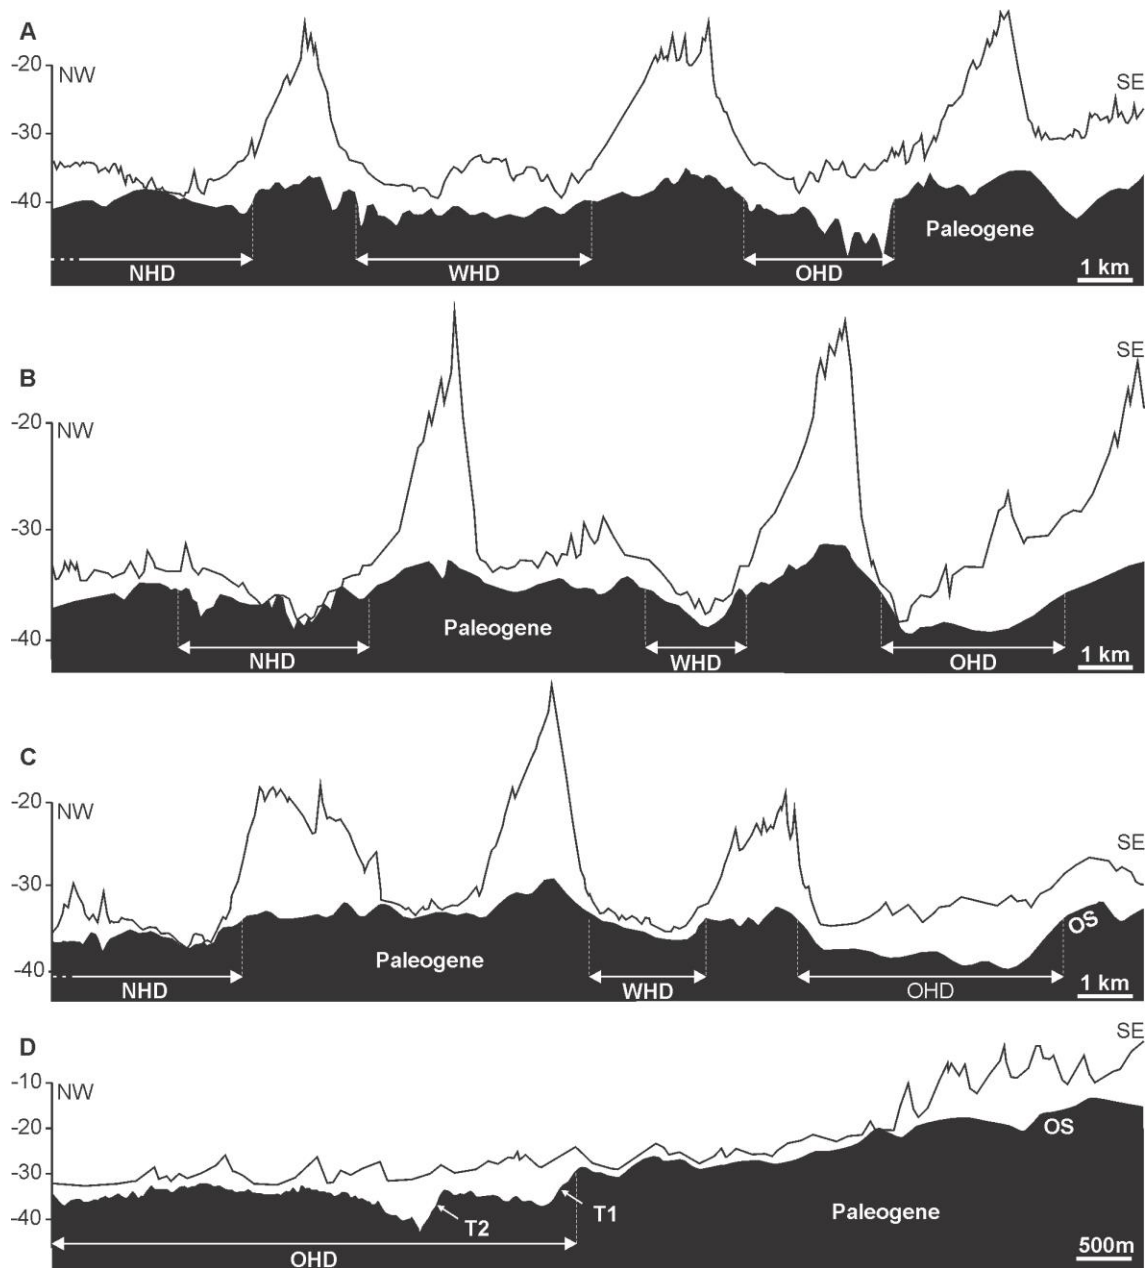 A
-20
NW
SE
-30
-40
Paleogene
NHD
WHD
OHD
1 km
B
SE
-20
NW
-30
-40
Paleogene
NHD
WHD
OHD
1 km
C
-20
NW
SE
-30
OS
-40
Paleogene
NHD
WHD
OHD
1 km
D
SE
-10
NW
-20
OS
-30
T1
Paleogene
-40
T2
OHD
500m